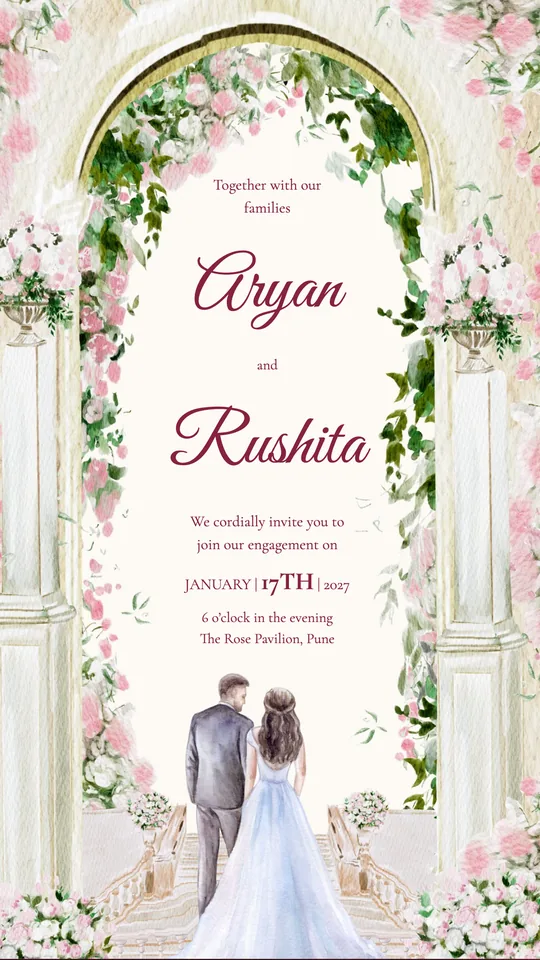 Together with our
families
Aryan
and
Rushita
We cordially invite you to
join our engagement on
JANUARY | 17TH | 2027
6 o'clock in the evening
The Rose Pavilion, Pune